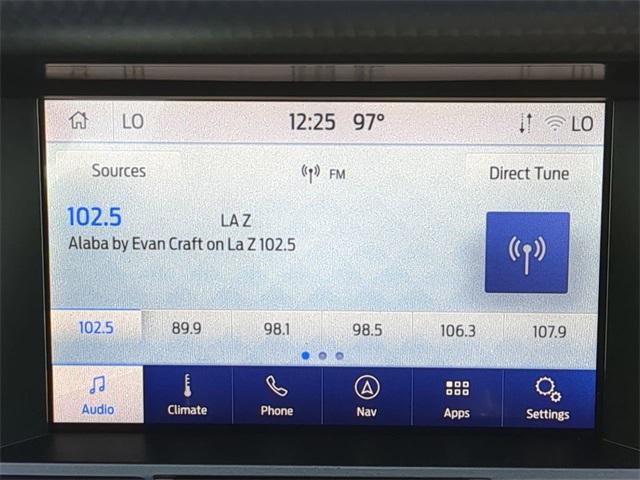 LO 12:25 97° LO
Sources FM Direct Tune
102.5 LA Z
Alaba by Evan Craft on La Z 102.5
102.5 89.9 98.1 98.5 106.3 107.9
Audio Climate Phone Nav Apps Settings